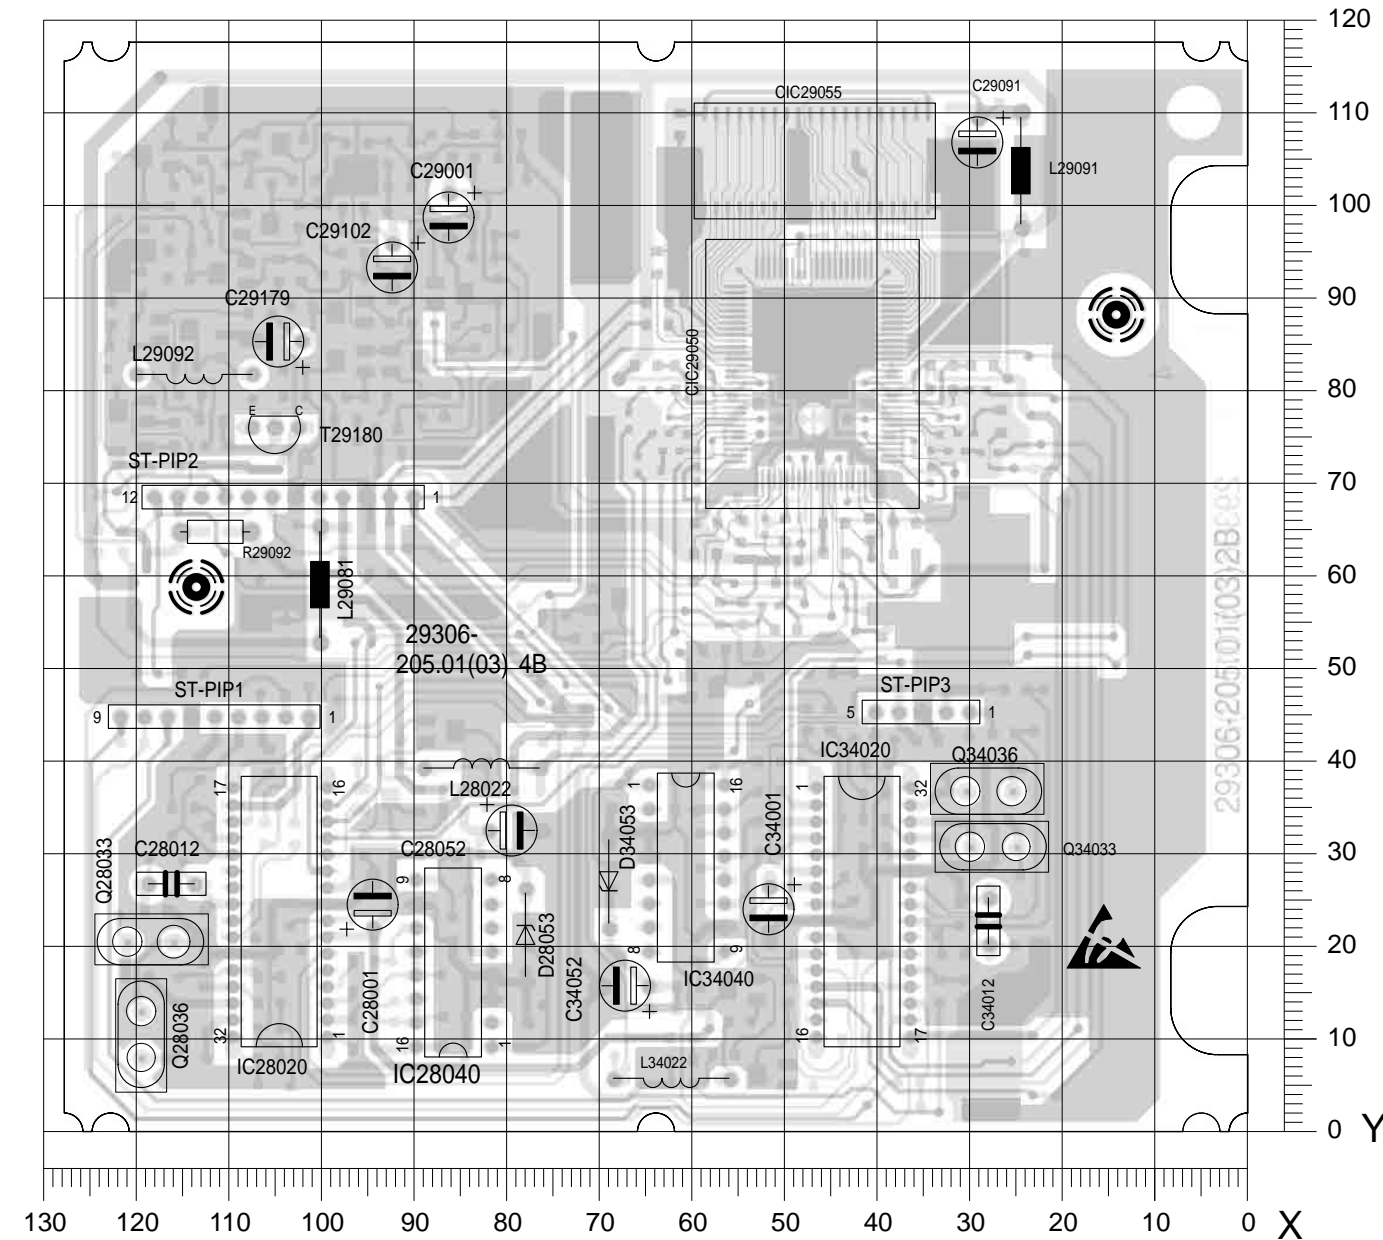 120
C29091
CIC29055
110
C29001
L29091
100
C29102
C29179
90
L29092
CIC29050
80
E C
T29180
ST-PIP2
12 1
70
R29092
L29081
60
29306-
205.01(03) 4B
50
ST-PIP1
ST-PIP3
9 1
5 1
IC34020
Q34036
40
17 16
L28022
1 16
1 32
D34053
C34001
Q28033
C28012
C28052
Q34033
30
9 8
20
D28053
C34052
8 9
IC34040
C34012
C28001
Q28036
32 1
16 1
16 17
10
IC28020
IC28040
L34022
0 Y
130 120 110 100 90 80 70 60 50 40 30 20 10 0 X